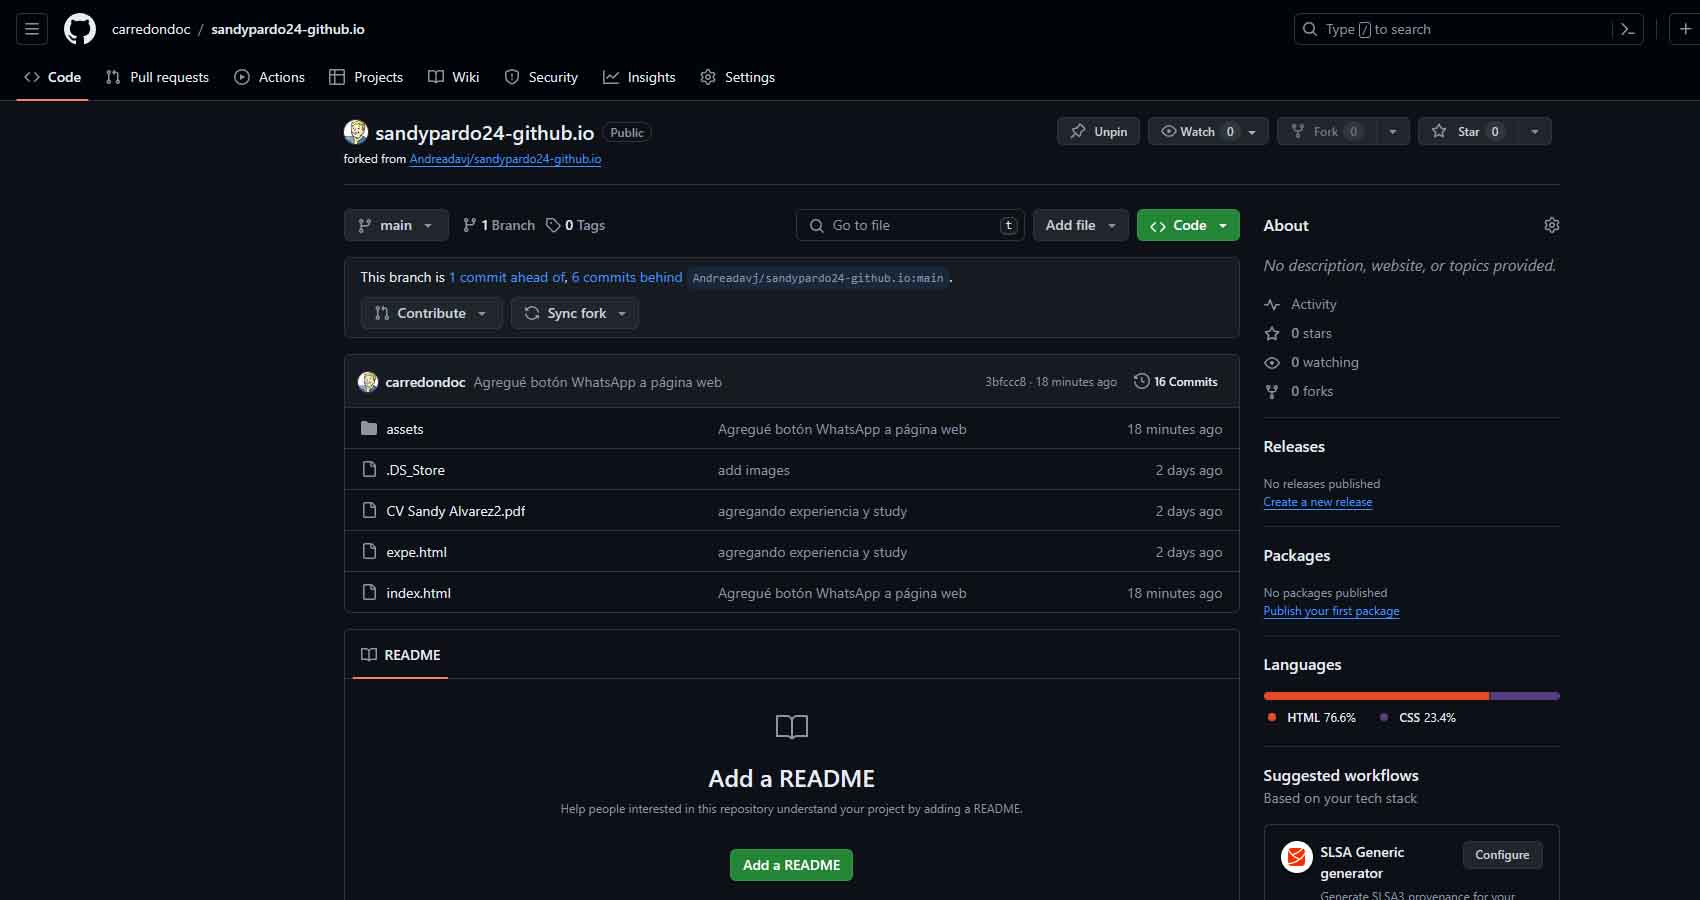 carredondoc / sandypardo24-github.io
Type / to search
Code Pull requests Actions Projects Wiki Security Insights Settings
sandypardo24-github.io Public
Unpin Watch 0 Fork 0 Star 0
forked from Andreadavj/sandypardo24-github.io
main 1 Branch 0 Tags Go to file t Add file Code
This branch is 1 commit ahead of, 6 commits behind Andreadavj/sandypardo24-github.io:main .
Contribute Sync fork
carredondoc Agregué botón WhatsApp a página web 3bfccc8 · 18 minutes ago 16 Commits
assets Agregué botón WhatsApp a página web 18 minutes ago
.DS_Store add images 2 days ago
CV Sandy Alvarez2.pdf agregando experiencia y study 2 days ago
expe.html agregando experiencia y study 2 days ago
index.html Agregué botón WhatsApp a página web 18 minutes ago
README
Add a README
Help people interested in this repository understand your project by adding a README.
Add a README
About
No description, website, or topics provided.
Activity
0 stars
0 watching
0 forks
Releases
No releases published
Create a new release
Packages
No packages published
Publish your first package
Languages
HTML 76.6% CSS 23.4%
Suggested workflows
Based on your tech stack
SLSA Generic
generator
Configure
Generate SLSA3 provenance for your